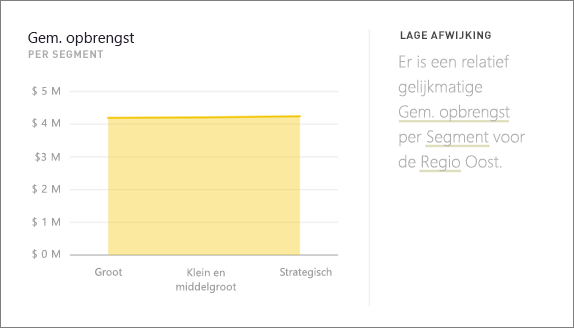 Gem. opbrengst
PER SEGMENT
$ 5 M
$ 4 M
$3 M
$ 2 M
$ 1 M
$ 0 M
Groot
Klein en
middelgroot
Strategisch
LAGE AFWIJKING
Er is een relatief
gelijkmatige
Gem. opbrengst
per Segment voor
de Regio Oost.